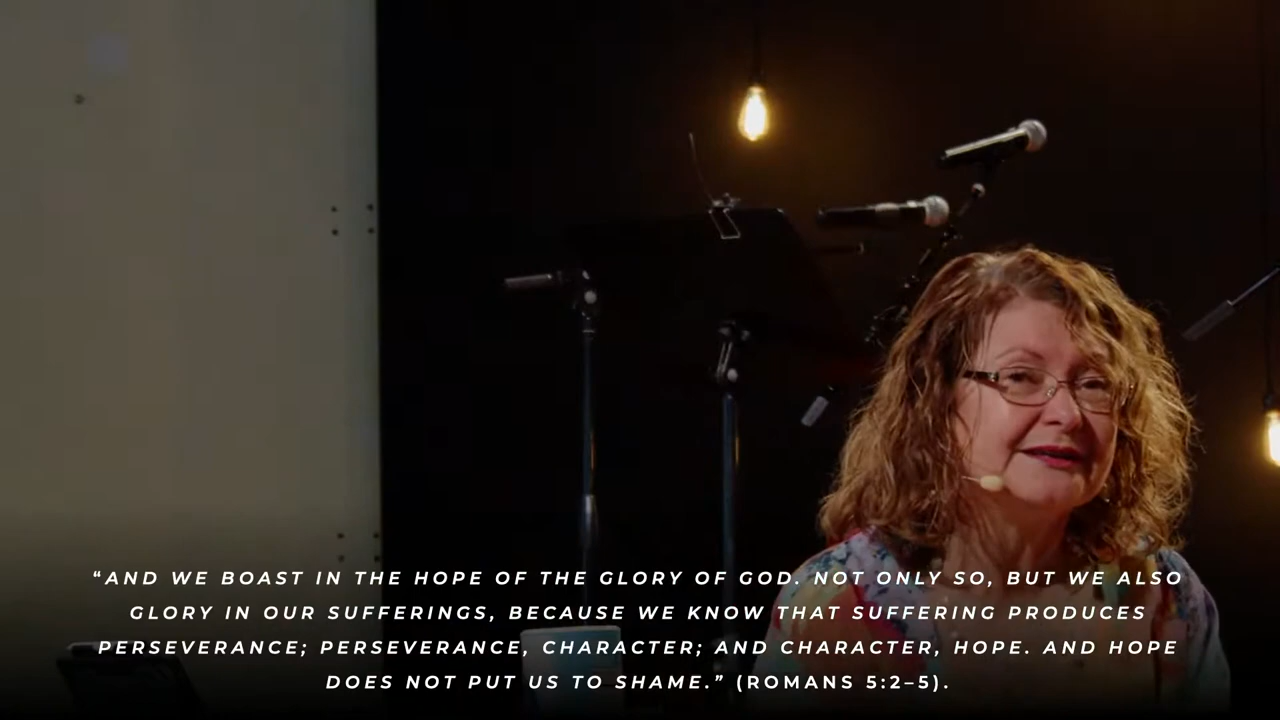 “AND WE BOAST IN THE HOPE OF THE GLORY OF GOD. NOT ONLY SO, BUT WE ALSO
GLORY IN OUR SUFFERINGS, BECAUSE WE KNOW THAT SUFFERING PRODUCES
PERSEVERANCE; PERSEVERANCE, CHARACTER; AND CHARACTER, HOPE. AND HOPE
DOES NOT PUT US TO SHAME.” (ROMANS 5:2–5).